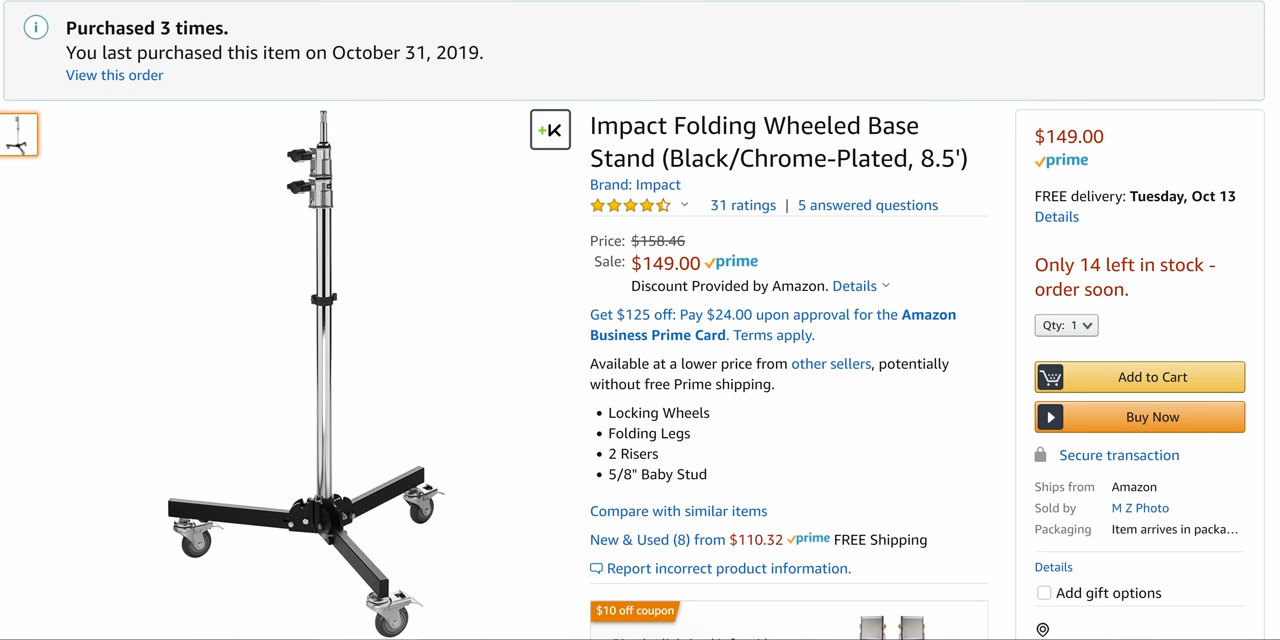 Purchased 3 times.
You last purchased this item on October 31, 2019.
View this order
+K
Impact Folding Wheeled Base
Stand (Black/Chrome-Plated, 8.5')
Brand: Impact
31 ratings | 5 answered questions
Price: $158.46
Sale: $149.00 prime
Discount Provided by Amazon. Details
Get $125 off: Pay $24.00 upon approval for the Amazon
Business Prime Card. Terms apply.
Available at a lower price from other sellers, potentially
without free Prime shipping.
• Locking Wheels
• Folding Legs
• 2 Risers
• 5/8" Baby Stud
Compare with similar items
New & Used (8) from $110.32 prime FREE Shipping
Report incorrect product information.
$10 off coupon
$149.00
prime
FREE delivery: Tuesday, Oct 13
Details
Only 14 left in stock -
order soon.
Qty: 1
Add to Cart
Buy Now
Secure transaction
Ships from Amazon
Sold by M Z Photo
Packaging Item arrives in packa…
Details
Add gift options